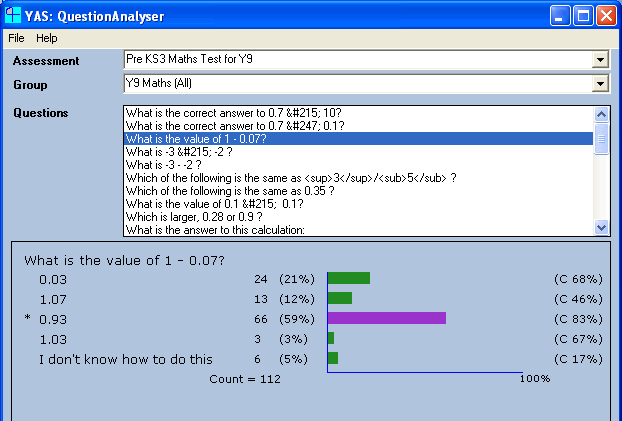 YAS: QuestionAnalyser
File Help
Assessment Pre KS3 Maths Test for Y9
Group Y9 Maths (All)
Questions What is the correct answer to 0.7 &#215; 10?
What is the correct answer to 0.7 &#247; 0.1?
What is the value of 1 - 0.07?
What is -3 &#215; -2 ?
What is -3 - -2 ?
Which of the following is the same as <sup>3</sup>/<sub>5</sub> ?
Which of the following is the same as 0.35 ?
What is the value of 0.1 &#215;  0.1?
Which is larger, 0.28 or 0.9 ?
What is the answer to this calculation:
What is the value of 1 - 0.07?
0.03 24 (21%) (C 68%)
1.07 13 (12%) (C 46%)
* 0.93 66 (59%) (C 83%)
1.03 3 (3%) (C 67%)
I don't know how to do this 6 (5%) (C 17%)
Count = 112 100%